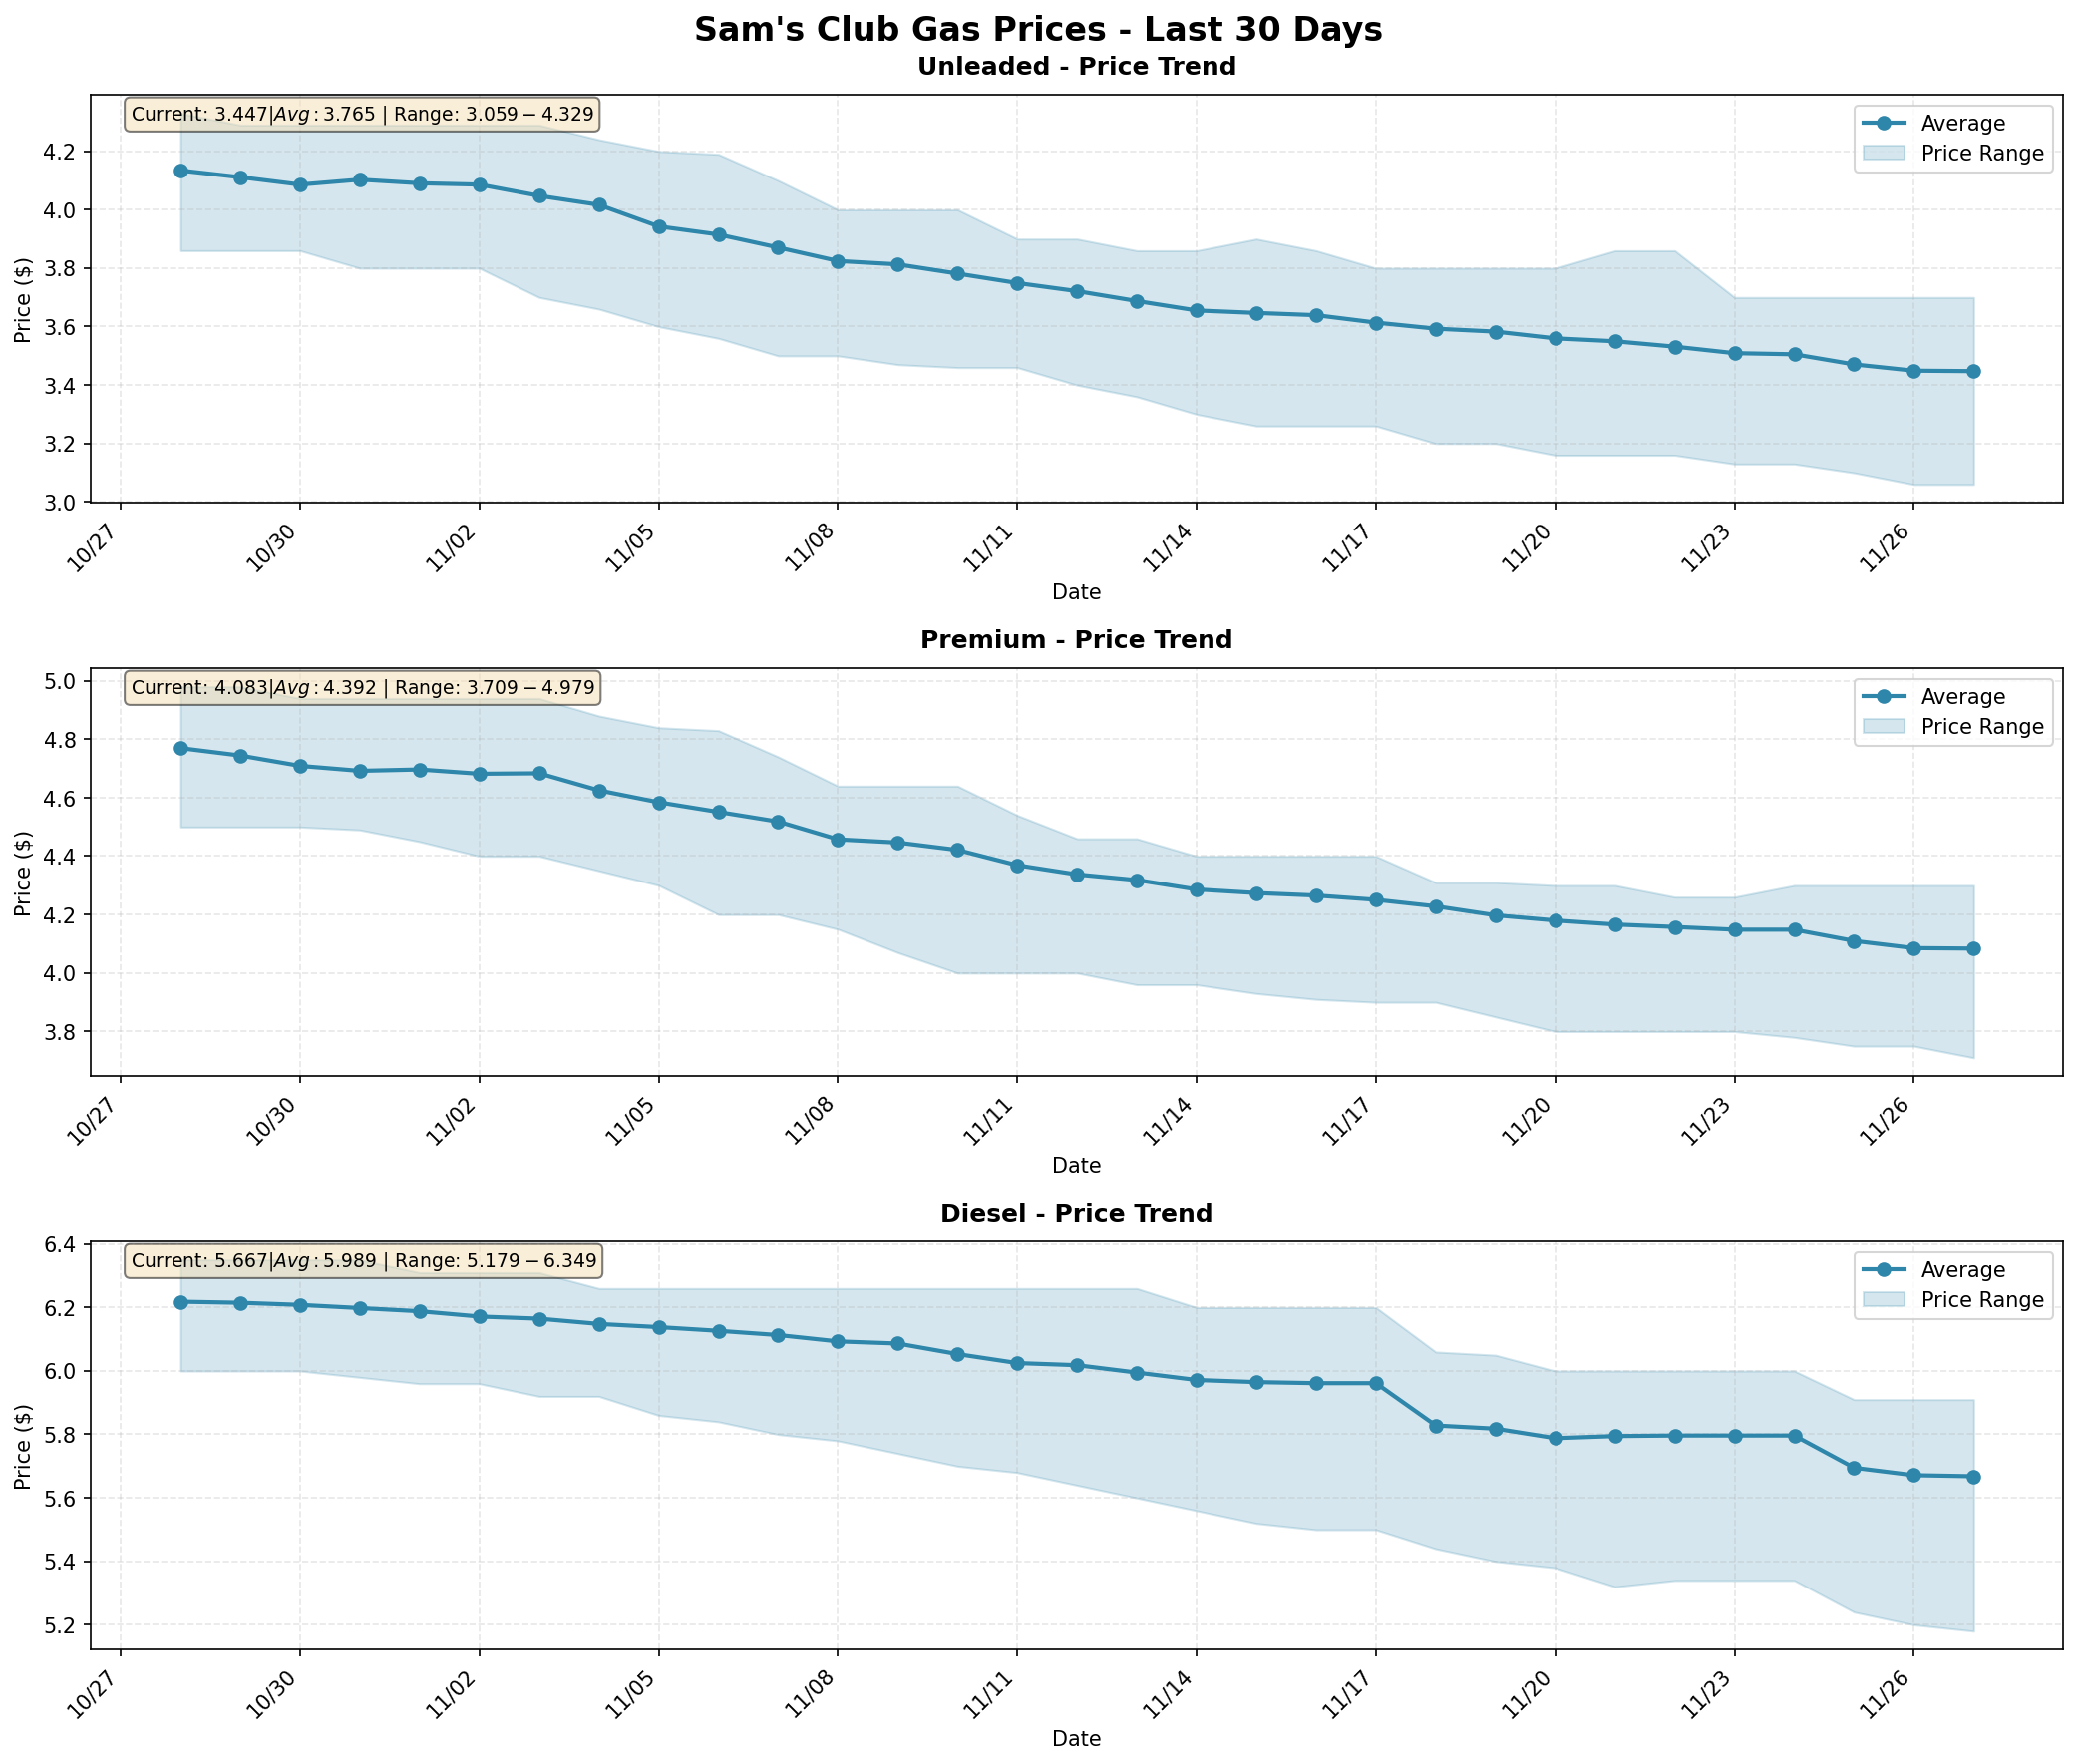 Sam's Club Gas Prices - Last 30 Days
Unleaded - Price Trend
Current: 3.447|Avg : 3.765 | Range: 3.059 − 4.329
Average
Price Range
Price ($)
4.2
4.0
3.8
3.6
3.4
3.2
3.0
10/27 10/30 11/02 11/05 11/08 11/11 11/14 11/17 11/20 11/23 11/26
Date
Premium - Price Trend
Current: 4.083|Avg : 4.392 | Range: 3.709 − 4.979
Average
Price Range
Price ($)
5.0
4.8
4.6
4.4
4.2
4.0
3.8
10/27 10/30 11/02 11/05 11/08 11/11 11/14 11/17 11/20 11/23 11/26
Date
Diesel - Price Trend
Current: 5.667|Avg : 5.989 | Range: 5.179 − 6.349
Average
Price Range
Price ($)
6.4
6.2
6.0
5.8
5.6
5.4
5.2
10/27 10/30 11/02 11/05 11/08 11/11 11/14 11/17 11/20 11/23 11/26
Date